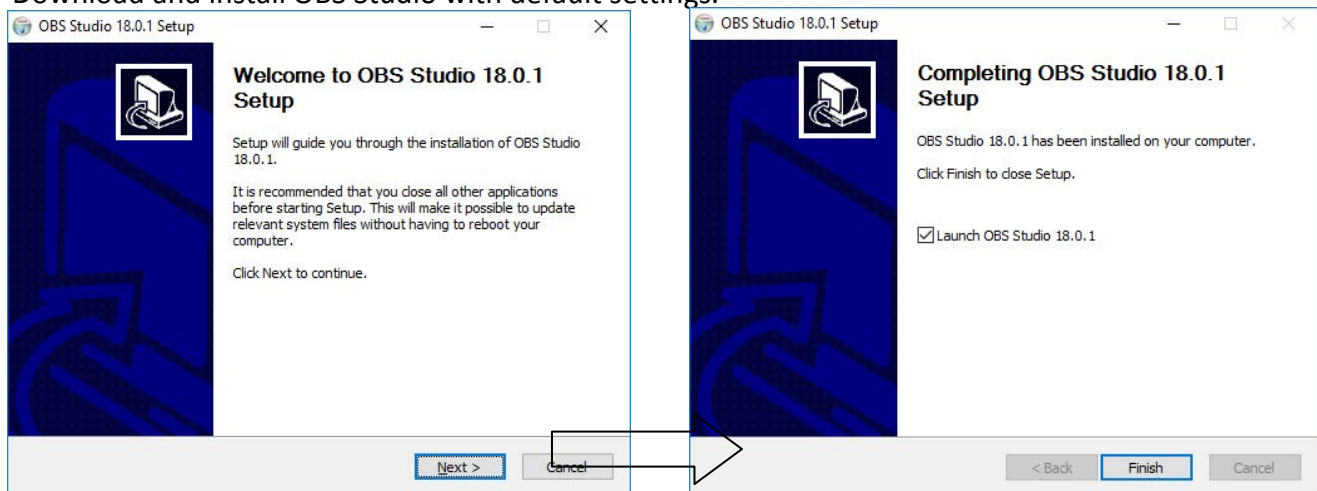 Download and install OBS Studio with default settings.
OBS Studio 18.0.1 Setup
Welcome to OBS Studio 18.0.1
Setup
Setup will guide you through the installation of OBS Studio
18.0.1.
It is recommended that you close all other applications
before starting Setup. This will make it possible to update
relevant system files without having to reboot your
computer.
Click Next to continue.
Next >
Cancel
OBS Studio 18.0.1 Setup
Completing OBS Studio 18.0.1
Setup
OBS Studio 18.0.1 has been installed on your computer.
Click Finish to close Setup.
Launch OBS Studio 18.0.1
< Back
Finish
Cancel